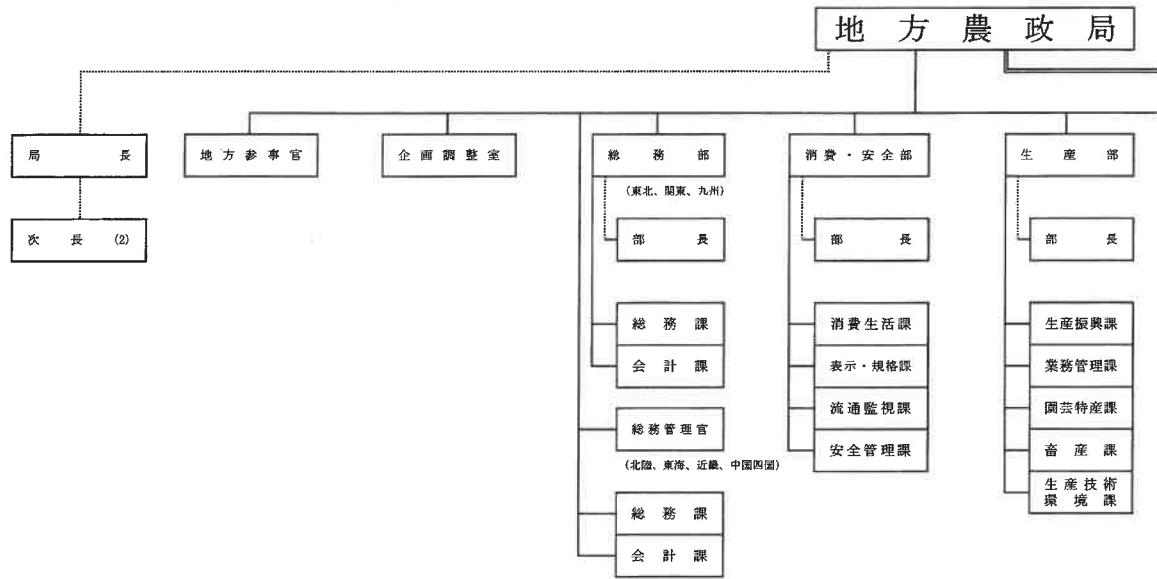 地方農政局
局長
次長 (2)
地方参事官
企画調整室
総務部
(東北、関東、九州)
部長
総務課
会計課
総務管理官
(北陸、東海、近畿、中国四国)
総務課
会計課
消費・安全部
部長
消費生活課
表示・規格課
流通監視課
安全管理課
生産部
部長
生産振興課
業務管理課
園芸特産課
畜産課
生産技術
環境課